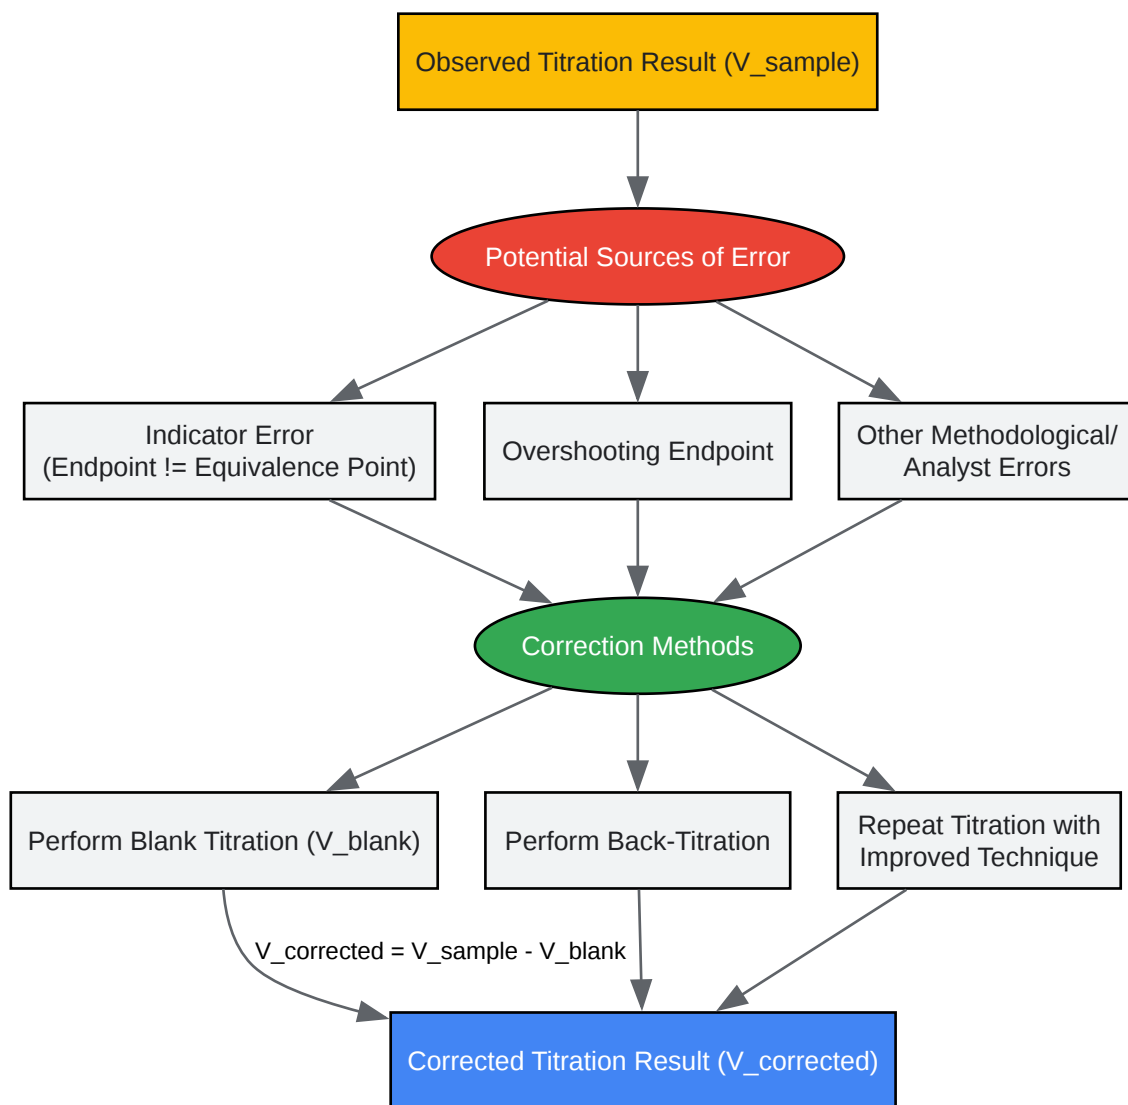 Observed Titration Result (V_sample)
Potential Sources of Error
Indicator Error
(Endpoint != Equivalence Point)
Overshooting Endpoint
Other Methodological/
Analyst Errors
Correction Methods
Perform Blank Titration (V_blank)
Perform Back-Titration
Repeat Titration with
Improved Technique
V_corrected = V_sample - V_blank
Corrected Titration Result (V_corrected)